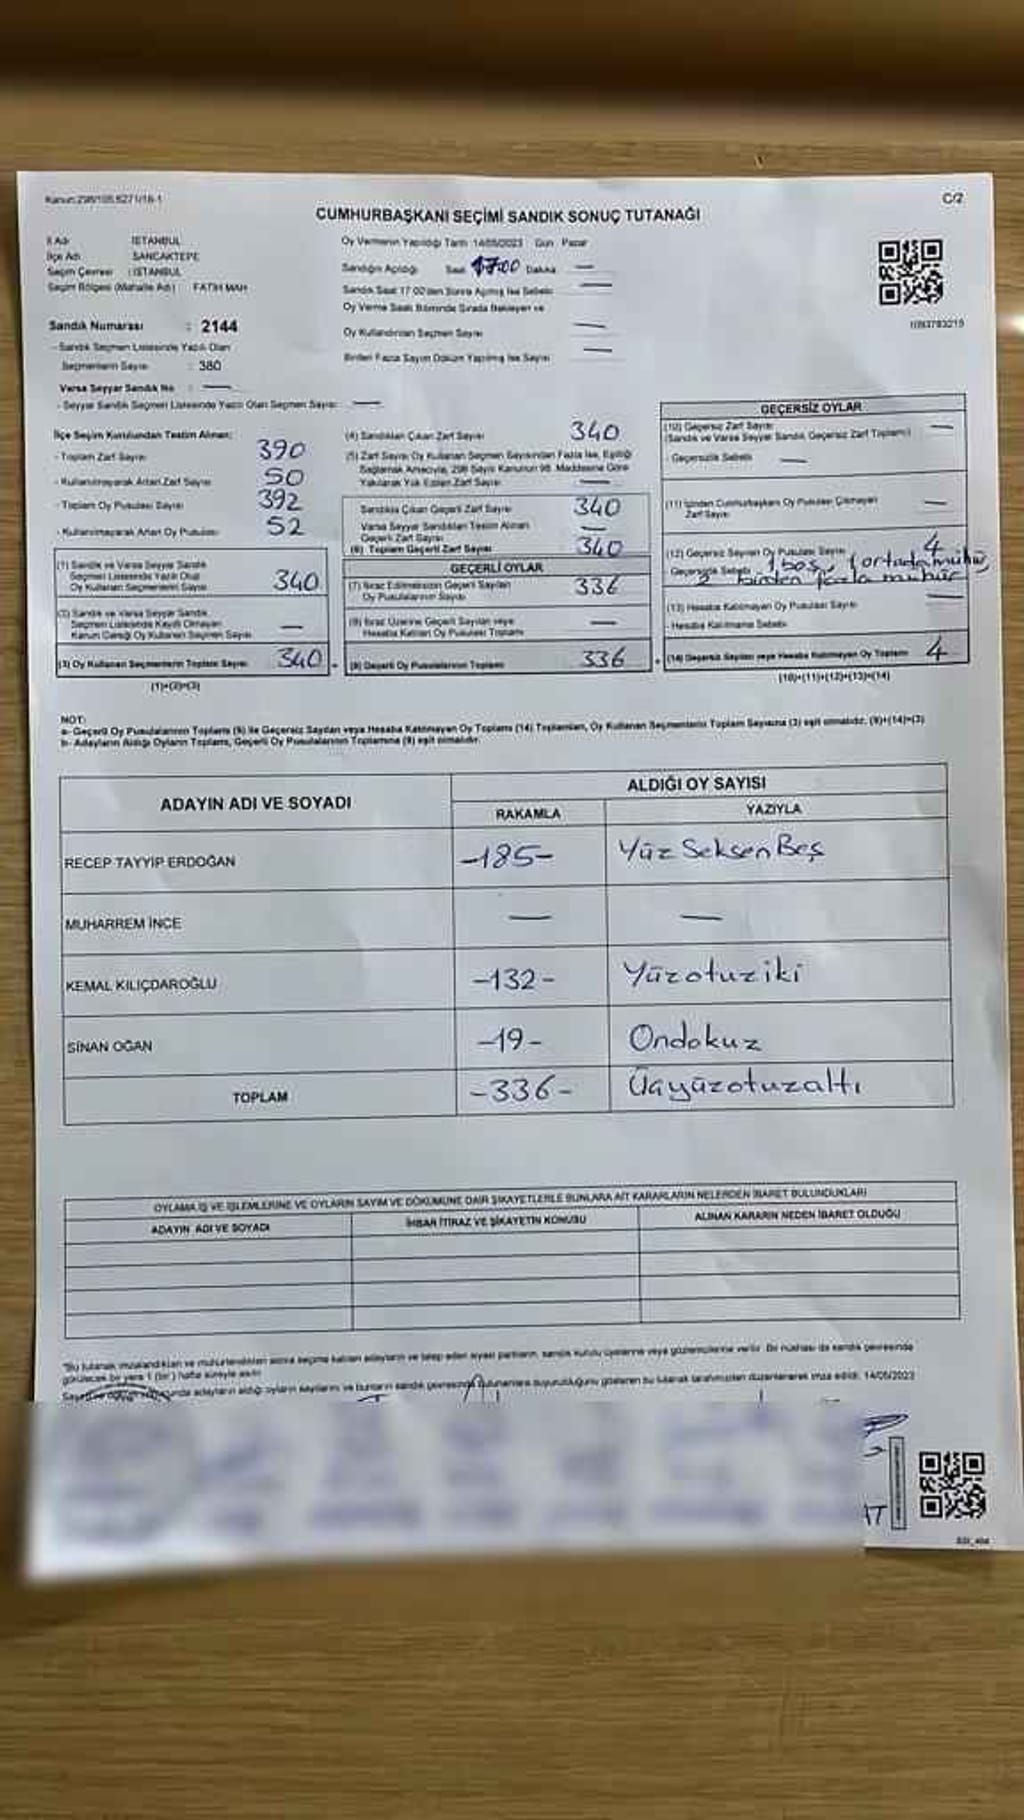 Kanun:298/105,6271/16-1
C/2
CUMHURBAŞKANI SEÇİMİ SANDIK SONUÇ TUTANAĞI
İl Adı : İSTANBUL
İlçe Adı : SANCAKTEPE
Seçim Çevresi : İSTANBUL
Seçim Bölgesi (Mahalle Adı) FATİH MAH
Sandık Numarası : 2144
- Sandık Seçmen Listesinde Yazılı Olan
Seçmenlerin Sayısı : 380
Varsa Seyyar Sandık No : —
- Seyyar Sandık Seçmen Listesinde Yazılı Olan Seçmen Sayısı: —
Oy Vermenin Yapıldığı Tarih 14/05/2023 Gün Pazar
Sandığın Açıldığı Saat 17:00 Dakika —
Sandık Saat 17:00'den Sonra Açılmış İse Sebebi —
Oy Verme Saati Bitiminde Sırada Bekleyen ve
Oy Kullandırılan Seçmen Sayısı —
Birden Fazla Sayım Döküm Yapılmış İse Sayısı —
1093783219
İlçe Seçim Kurulundan Teslim Alınan:
- Toplam Zarf Sayısı 390
- Kullanılmayarak Artan Zarf Sayısı 50
- Toplam Oy Pusulası Sayısı 392
- Kullanılmayarak Artan Oy Pusulası 52
(1) Sandık ve Varsa Seyyar Sandık
Seçmen Listesinde Yazılı Olup
Oy Kullanan Seçmenlerin Sayısı 340
(2) Sandık ve Varsa Seyyar Sandık
Seçmen Listesinde Kaydı Olmayan
Kanun Gereği Oy Kullanan Seçmen Sayısı —
(3) Oy Kullanan Seçmenlerin Toplam Sayısı 340
(1)+(2)=(3)
(4) Sandıktan Çıkan Zarf Sayısı 340
(5) Zarf Sayısı Oy Kullanan Seçmen Sayısından Fazla İse, Eşitliği
Sağlamak Amacıyla, 298 Sayılı Kanunun 98. Maddesine Göre
Yakılarak Yok Edilen Zarf Sayısı —
Sandıkta Çıkan Geçerli Zarf Sayısı 340
Varsa Seyyar Sandıktan Teslim Alınan
Geçerli Zarf Sayısı —
(6) Toplam Geçerli Zarf Sayısı 340
GEÇERLİ OYLAR
(7) İtiraz Edilmeksizin Geçerli Sayılan
Oy Pusulalarının Sayısı 336
(8) İtiraz Üzerine Geçerli Sayılan veya
Hesaba Katılan Oy Pusulası Toplamı —
(9) Geçerli Oy Pusulalarının Toplamı 336
GEÇERSİZ OYLAR
(10) Geçersiz Zarf Sayısı
(Sandık ve Varsa Seyyar Sandık Geçersiz Zarf Toplamı) —
- Geçersizlik Sebebi —
(11) İçinden Cumhurbaşkanı Oy Pusulası Çıkmayan
Zarf Sayısı —
(12) Geçersiz Sayılan Oy Pusulası Sayısı 4
Geçersizlik Sebebi 1 boş, 1 ortada mühür,
2 birden fazla mühür
(13) Hesaba Katılmayan Oy Pusulası Sayısı —
- Hesaba Katılmama Sebebi
(14) Geçersiz Sayılan veya Hesaba Katılmayan Oy Toplamı 4
(10)+(11)+(12)+(13)=(14)
NOT:
a- Geçerli Oy Pusulalarının Toplamı (9) ile Geçersiz Sayılan veya Hesaba Katılmayan Oy Toplamı (14) Toplamları, Oy Kullanan Seçmenlerin Toplam Sayısına (3) eşit olmalıdır. (9)+(14)=(3)
b- Adayların Aldığı Oyların Toplamı, Geçerli Oy Pusulalarının Toplamına (9) eşit olmalıdır.
ADAYIN ADI VE SOYADI
ALDIĞI OY SAYISI
RAKAMLA YAZIYLA
RECEP TAYYİP ERDOĞAN -185- Yüz Seksen Beş
MUHARREM İNCE — —
KEMAL KILIÇDAROĞLU -132- Yüzotuziki
SİNAN OĞAN -19- Ondokuz
TOPLAM -336- Üçyüzotuzaltı
OYLAMA İŞ VE İŞLEMLERİNE VE OYLARIN SAYIM VE DÖKÜMÜNE DAİR ŞİKAYETLERLE BUNLARA AİT KARARLARIN NELERDEN İBARET BULUNDUKLARI
ADAYIN ADI VE SOYADI İHBAR İTİRAZ VE ŞİKAYETİN KONUSU ALINAN KARARIN NEDEN İBARET OLDUĞU
"Bu tutanak imzalandıktan ve mühürlendikten sonra seçime katılan adayların ve talep eden siyasi partilerin, sandık kurulu üyelerine veya gözlemcilerine verilir. Bir nüshası da sandık çevresinde
görülecek bir yere 1 (bir) hafta süreyle asılır.
adayların aldığı oyların sayılarını ve bunların sandık çevresinde bulunanlara duyurulduğunu gösteren bu tutanak tarafımızdan düzenlenerek imza edildi. 14/05/2023